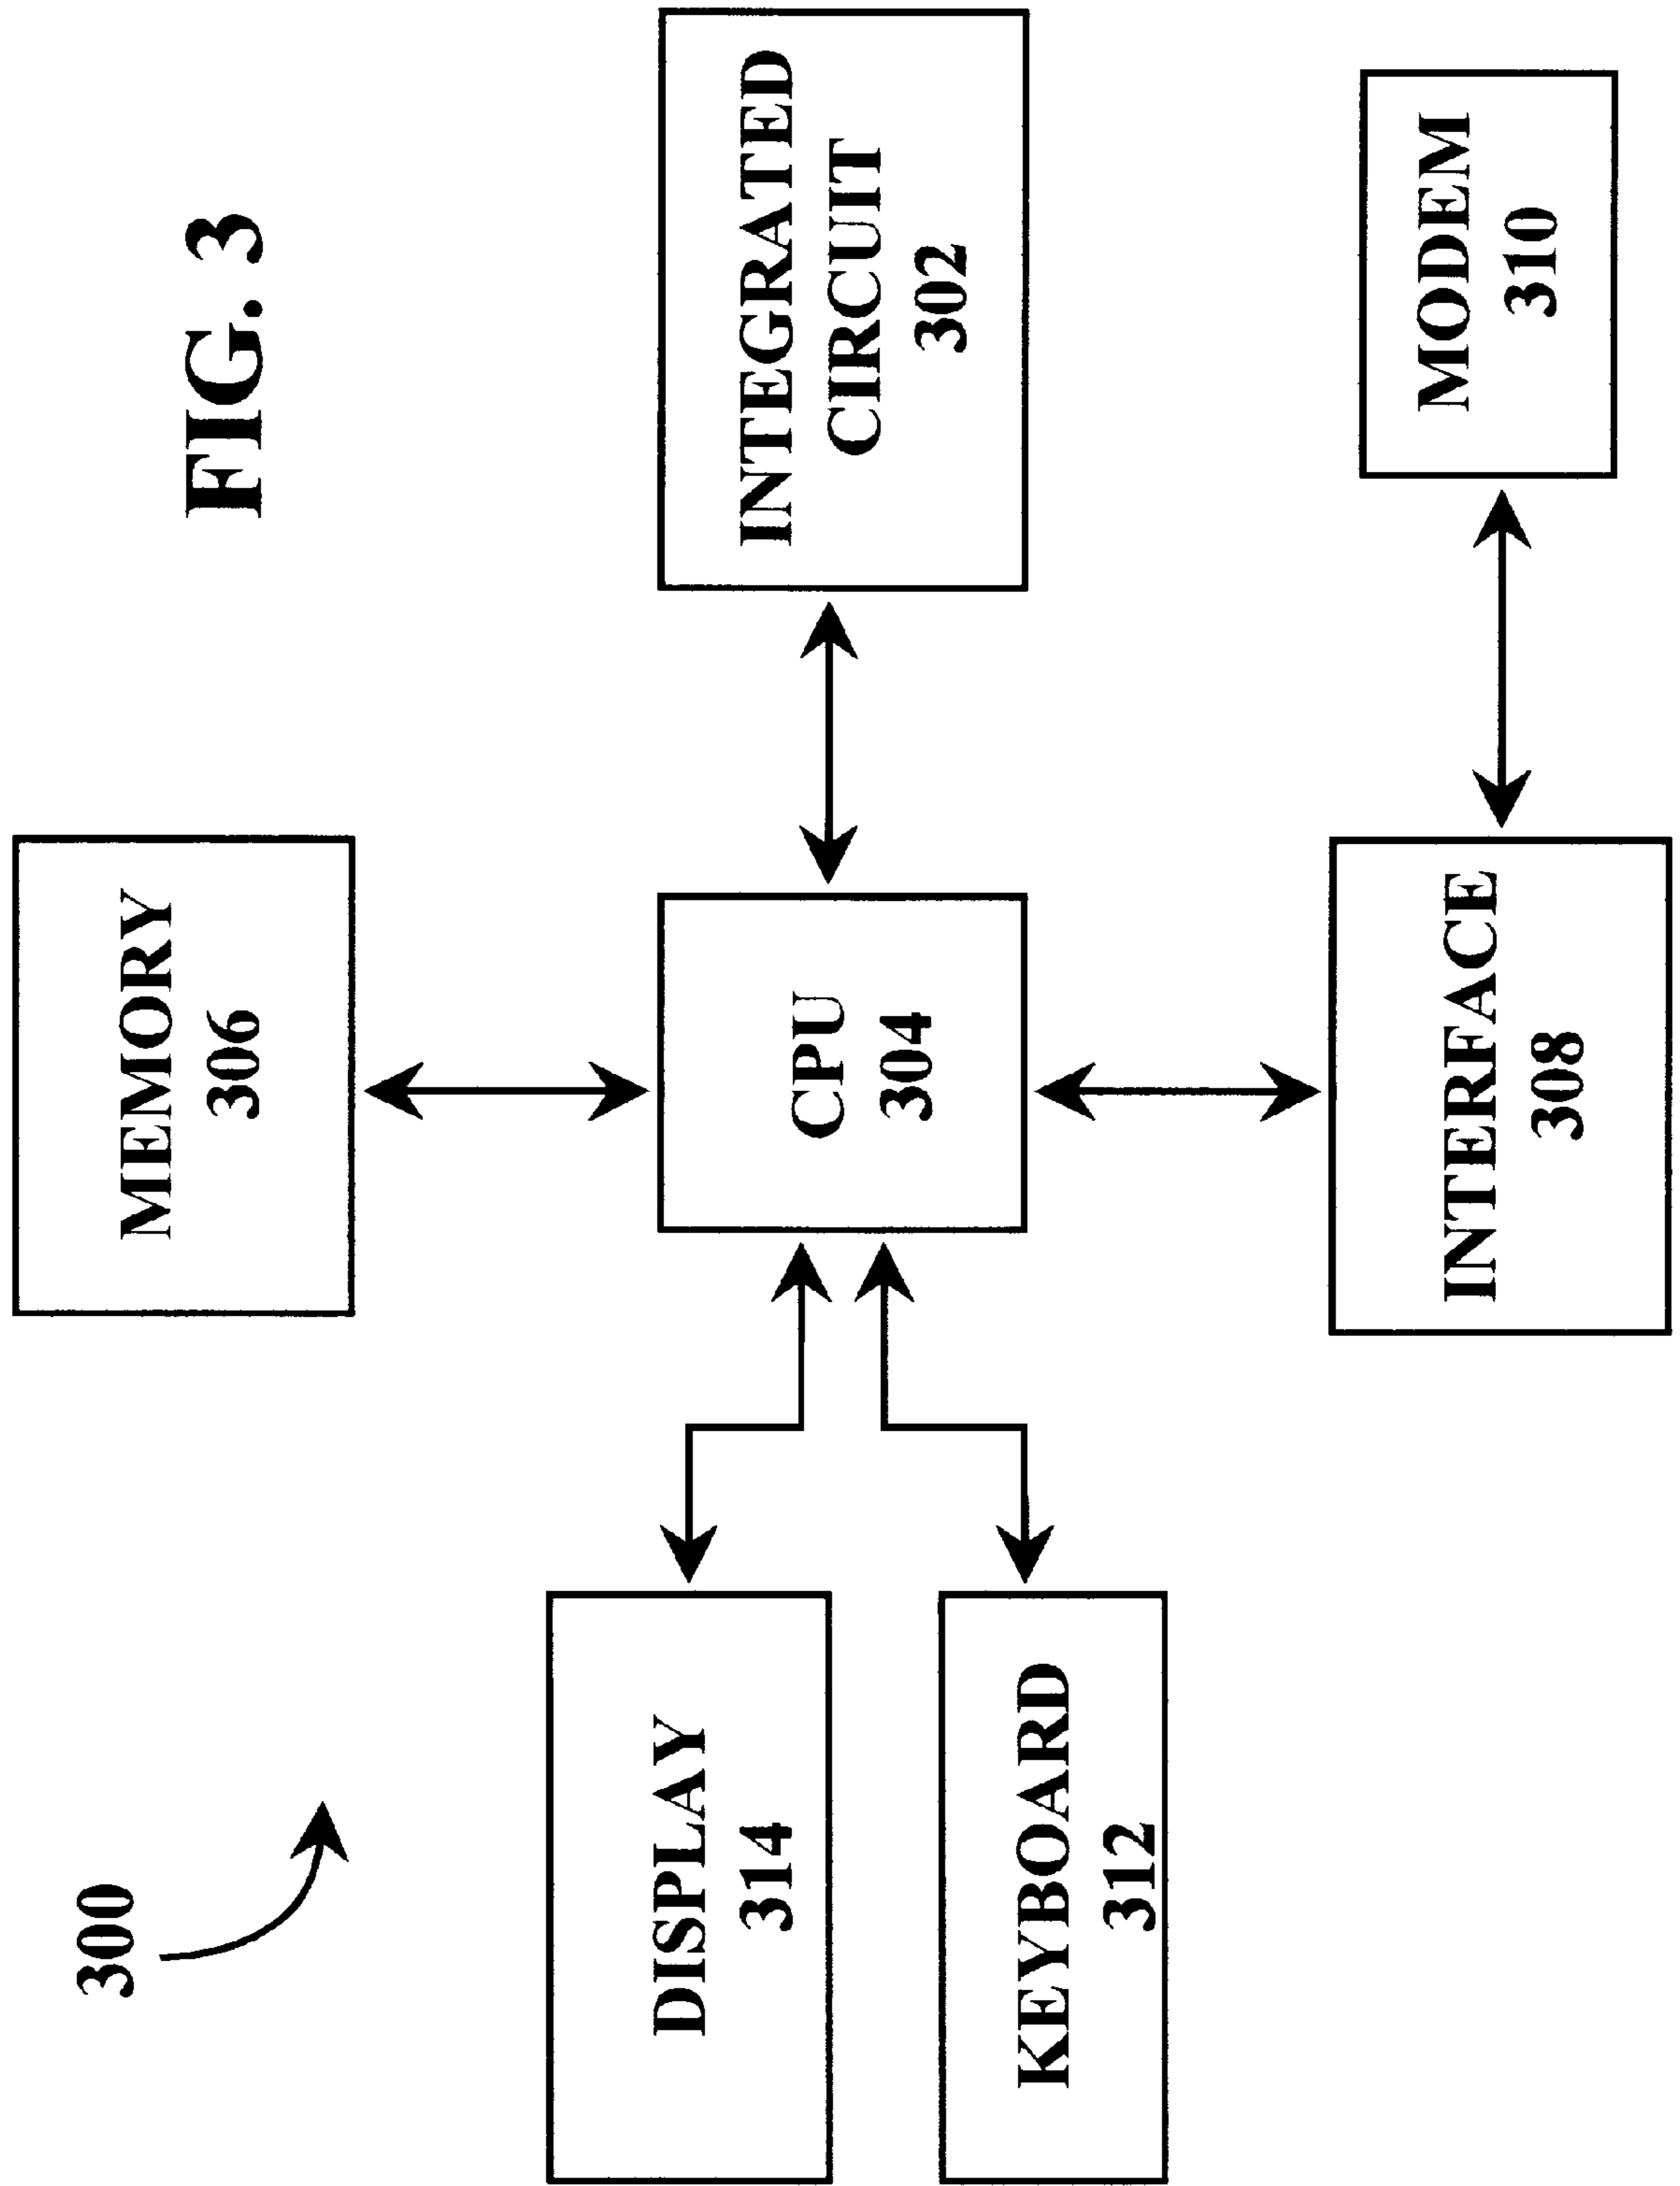 FIG. 3
300
MEMORY
306
DISPLAY
314
CPU
304
INTEGRATED
CIRCUIT
302
KEYBOARD
312
INTERFACE
308
MODEM
310